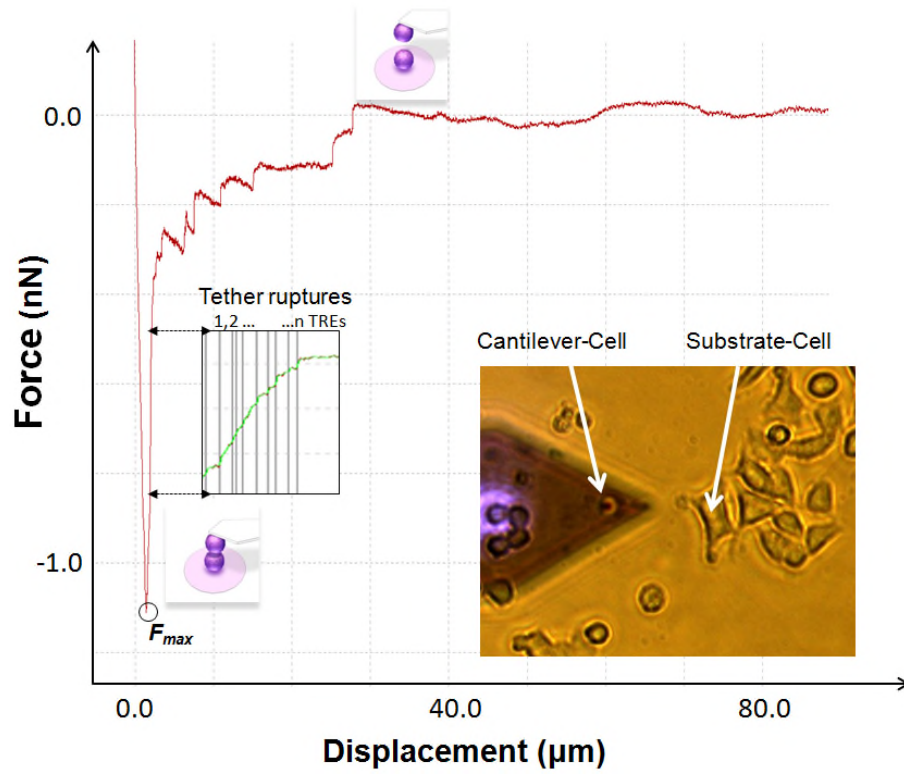 0.0
Tether ruptures
1,2 ... ...n TREs
Cantilever-Cell Substrate-Cell
Force (nN)
-1.0
Fmax
0.0 40.0 80.0
Displacement (µm)